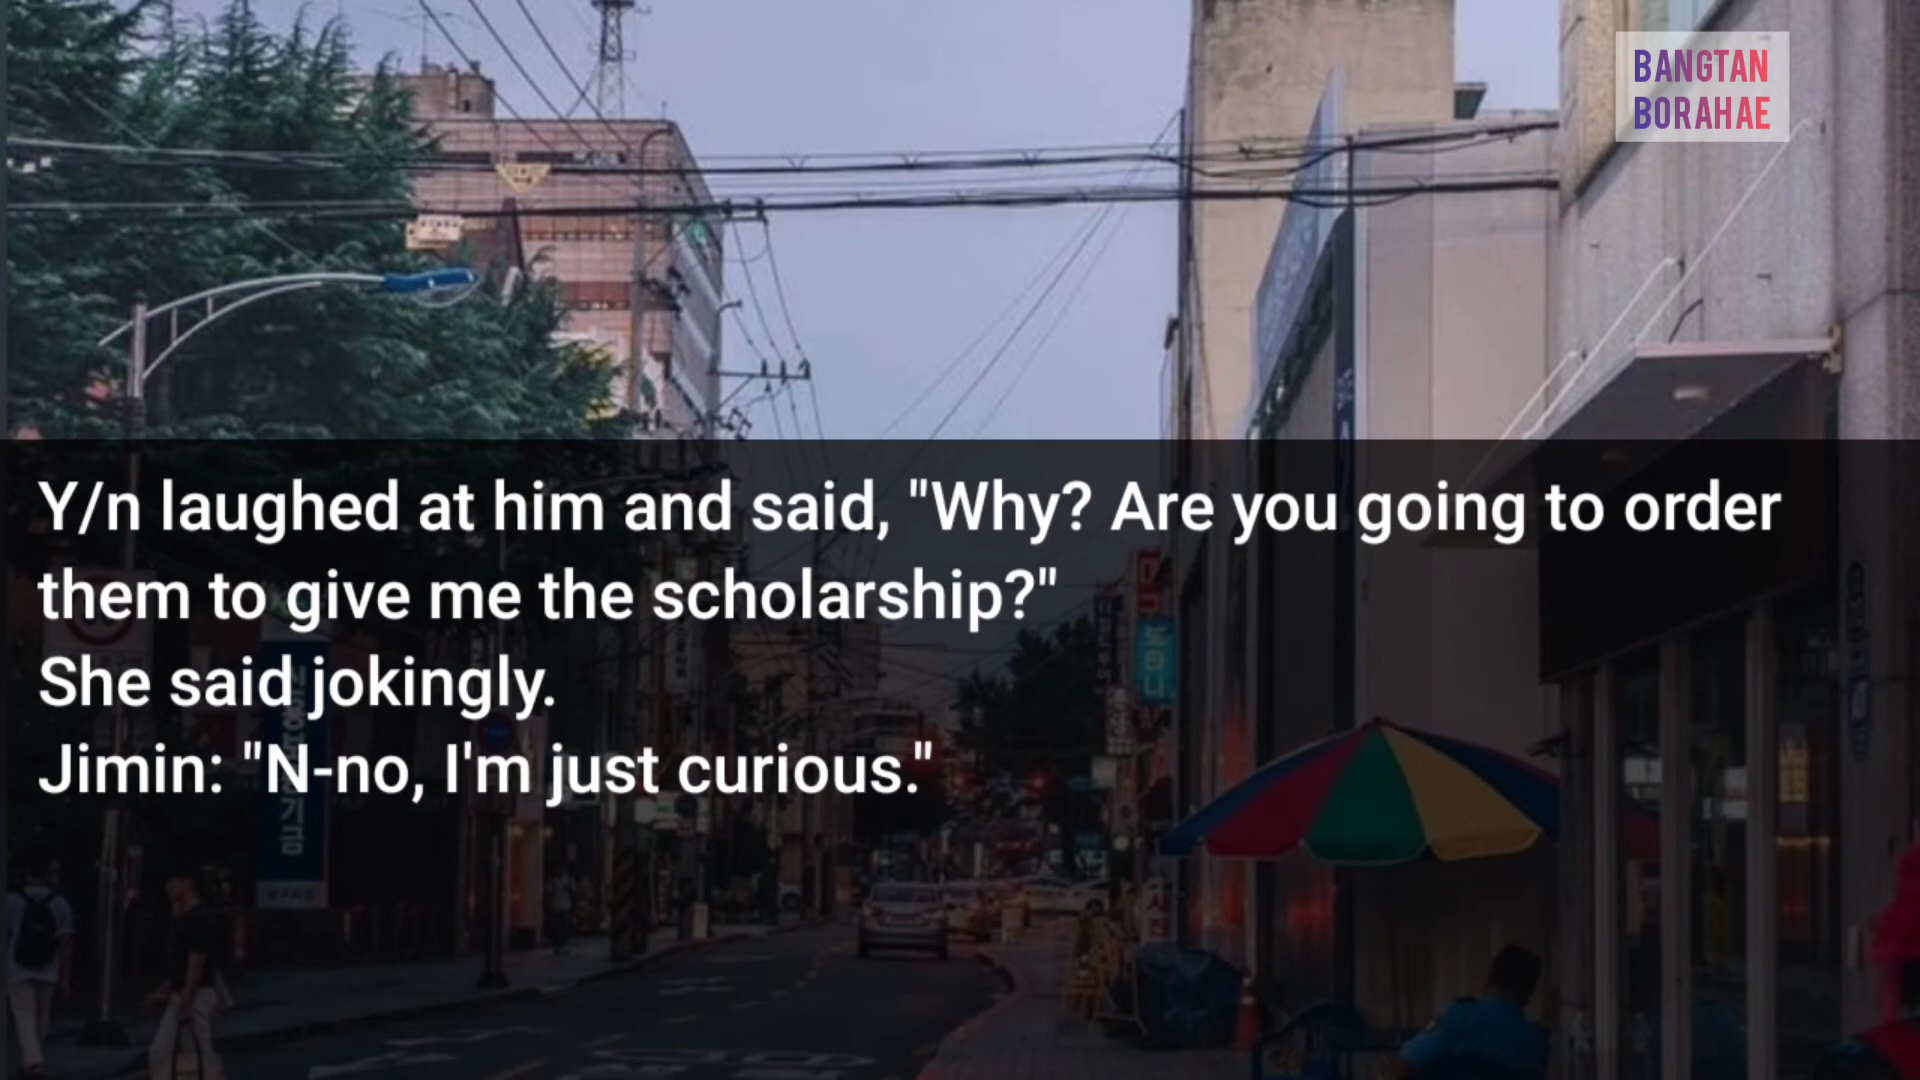 BANGTAN
BORAHAE
Y/n laughed at him and said, "Why? Are you going to order
them to give me the scholarship?"
She said jokingly.
Jimin: "N-no, I'm just curious."